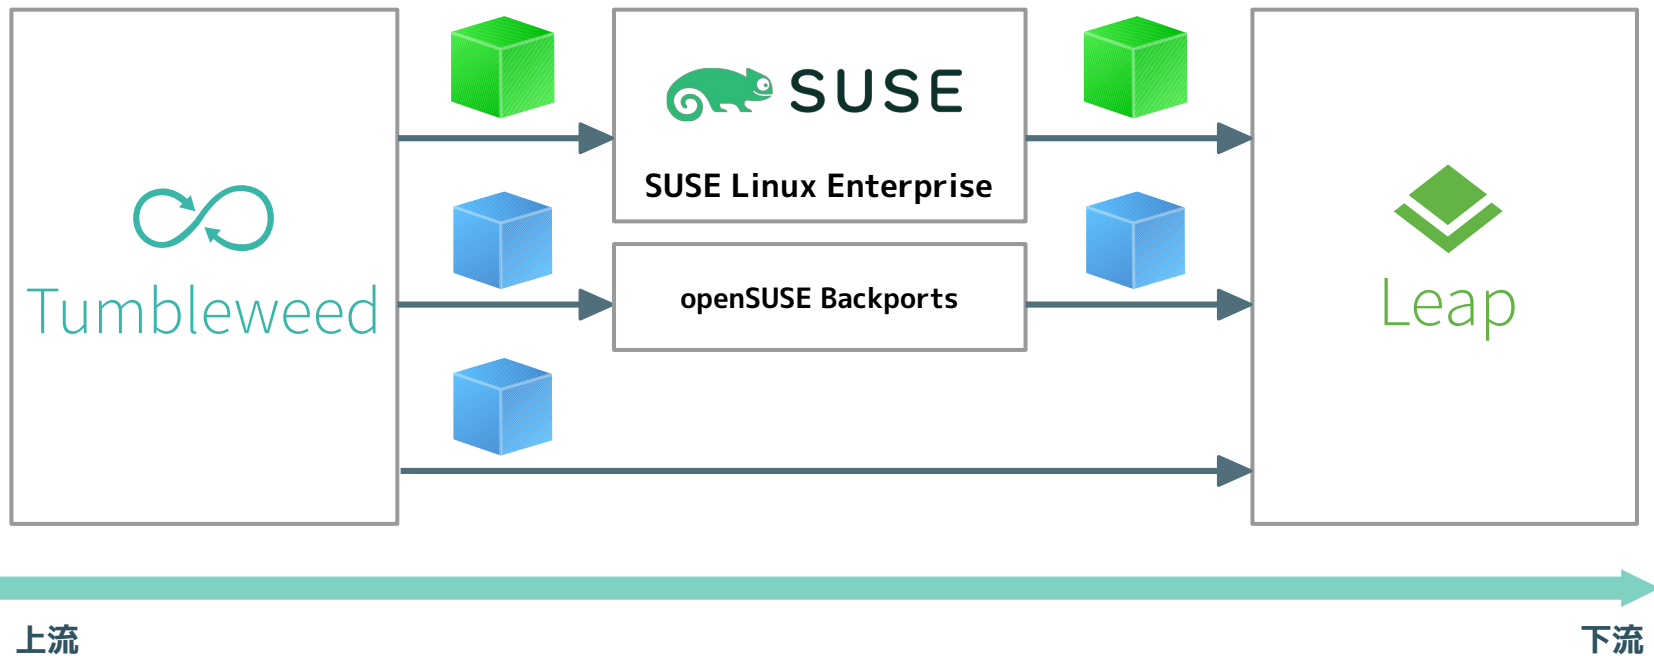 Tumbleweed
SUSE
SUSE Linux Enterprise
openSUSE Backports
Leap
上流
下流